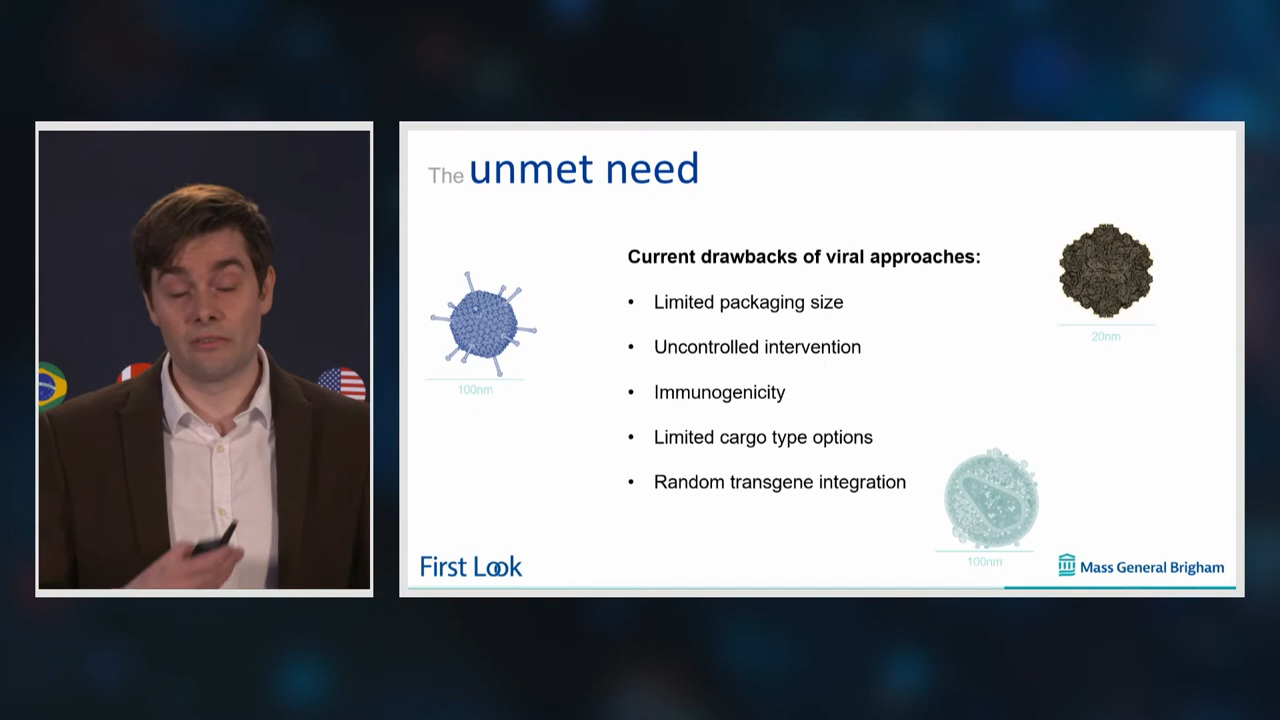 The unmet need
Current drawbacks of viral approaches:
• Limited packaging size
• Uncontrolled intervention
• Immunogenicity
• Limited cargo type options
• Random transgene integration
100nm
20nm
100nm
First Look
Mass General Brigham